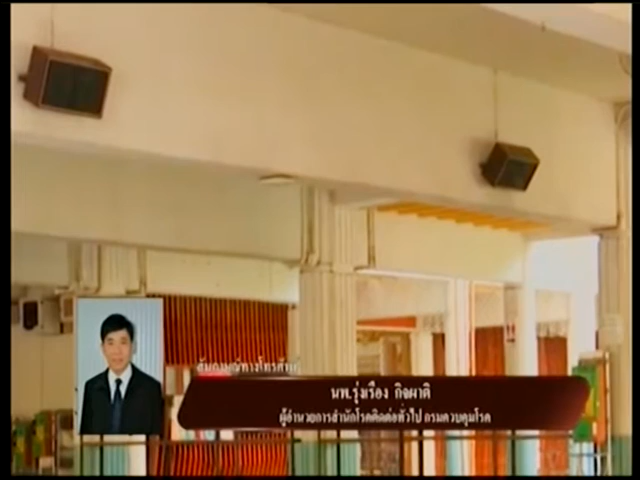 สัมภาษณ์ทางโทรศัพท์
นพ.รุ่งเรือง กิจผาติ
ผู้อำนวยการสำนักโรคติดต่อทั่วไป กรมควบคุมโรค